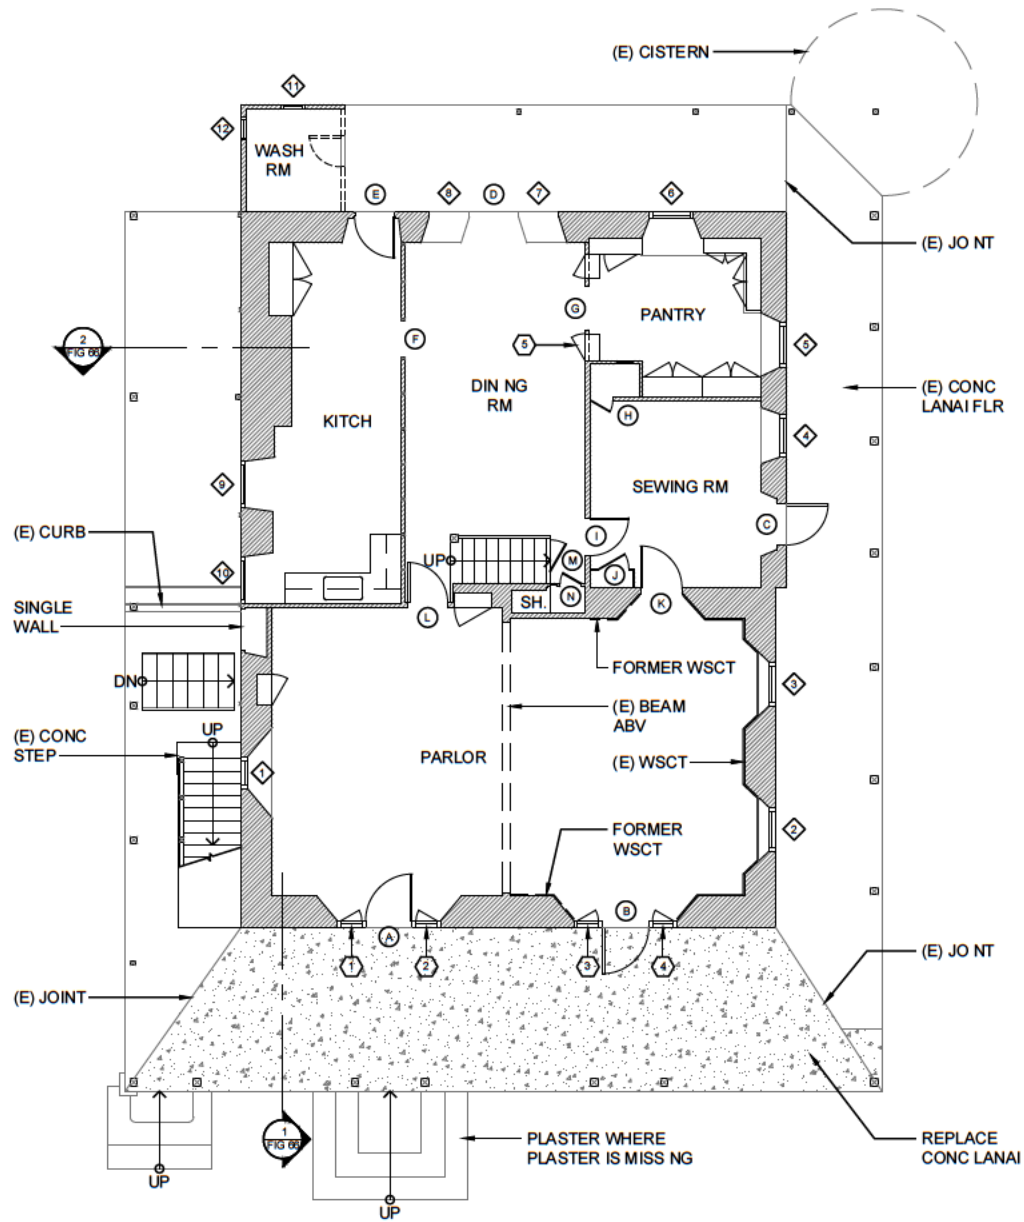 (E) CISTERN
11
12
WASH
RM
E
8
D
7
6
(E) JO NT
2
FIG 66
G
PANTRY
5
5
F
DIN NG
RM
(E) CONC
LANAI FLR
KITCH
H
4
SEWING RM
9
C
(E) CURB
I
UP
M
J
10
N
SH.
K
L
SINGLE
WALL
FORMER WSCT
DN
3
(E) BEAM
ABV
UP
(E) CONC
STEP
PARLOR
(E) WSCT
1
FORMER
WSCT
2
B
A
1
2
3
4
(E) JO NT
(E) JOINT
1
FIG 66
PLASTER WHERE
PLASTER IS MISS NG
REPLACE
CONC LANAI
UP
UP